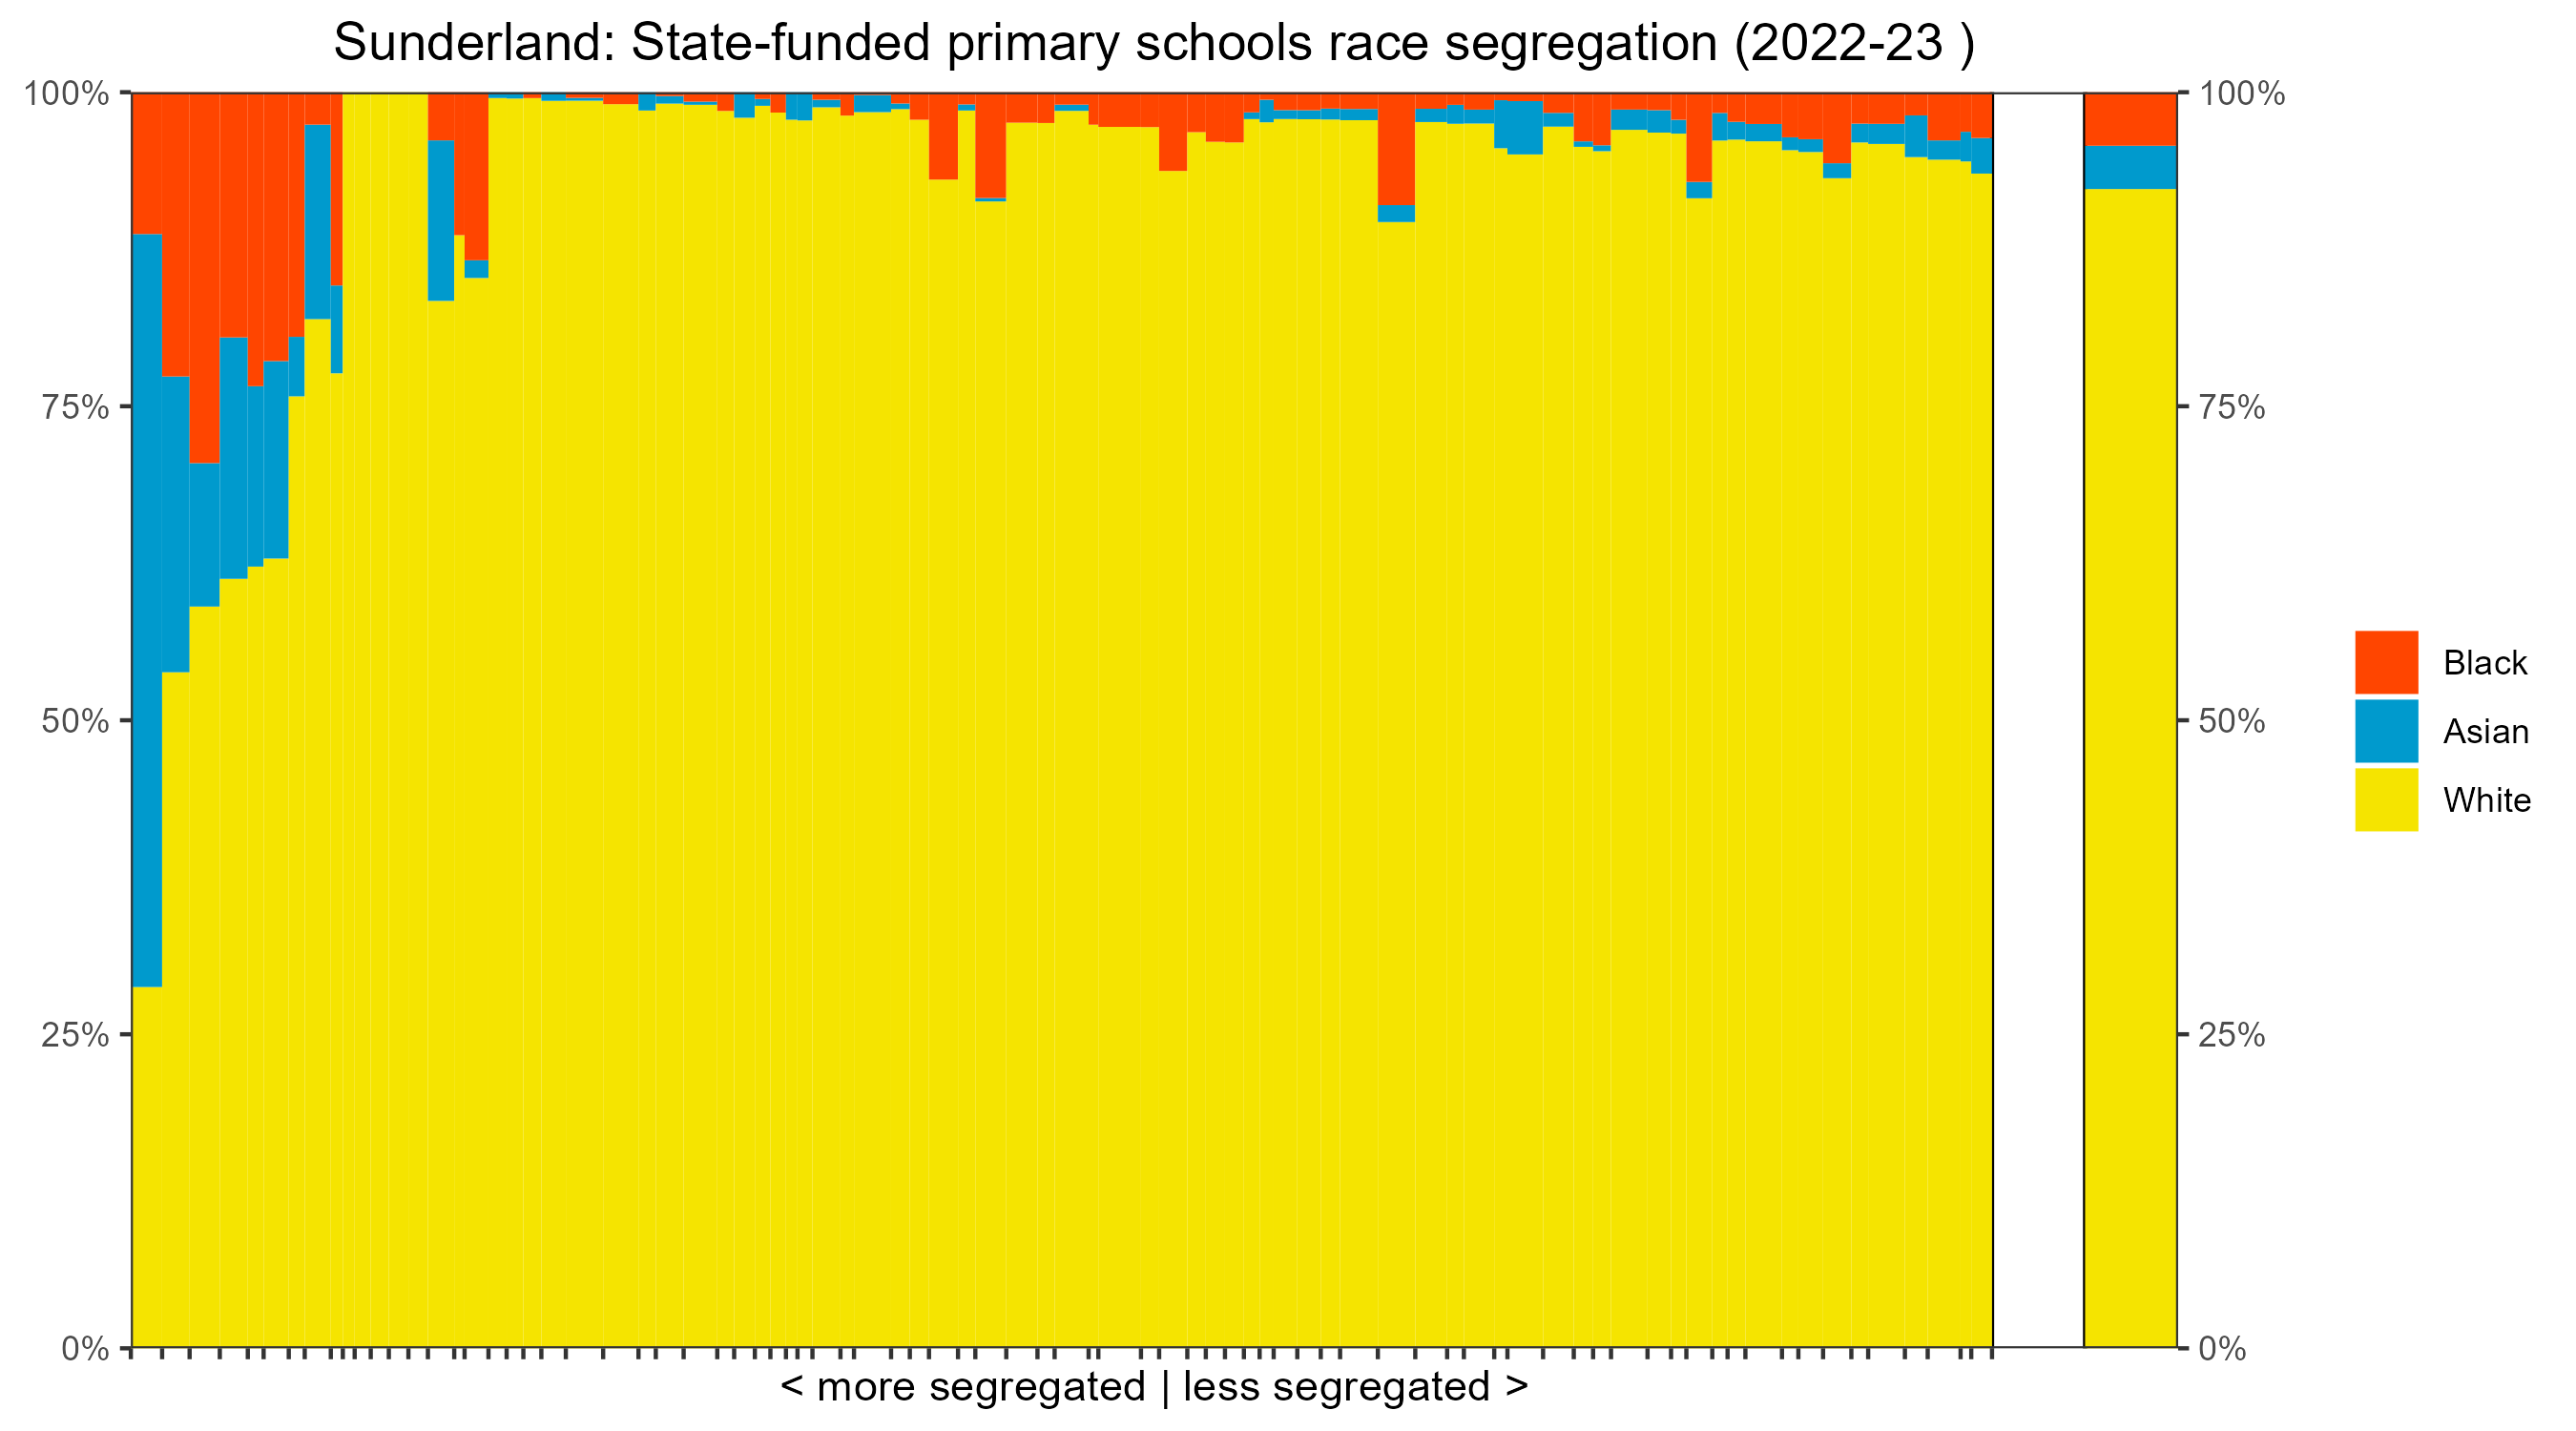 Sunderland: State-funded primary schools race segregation (2022-23 )
100%
75%
50%
25%
0%
100%
75%
50%
25%
0%
Black
Asian
White
< more segregated | less segregated >